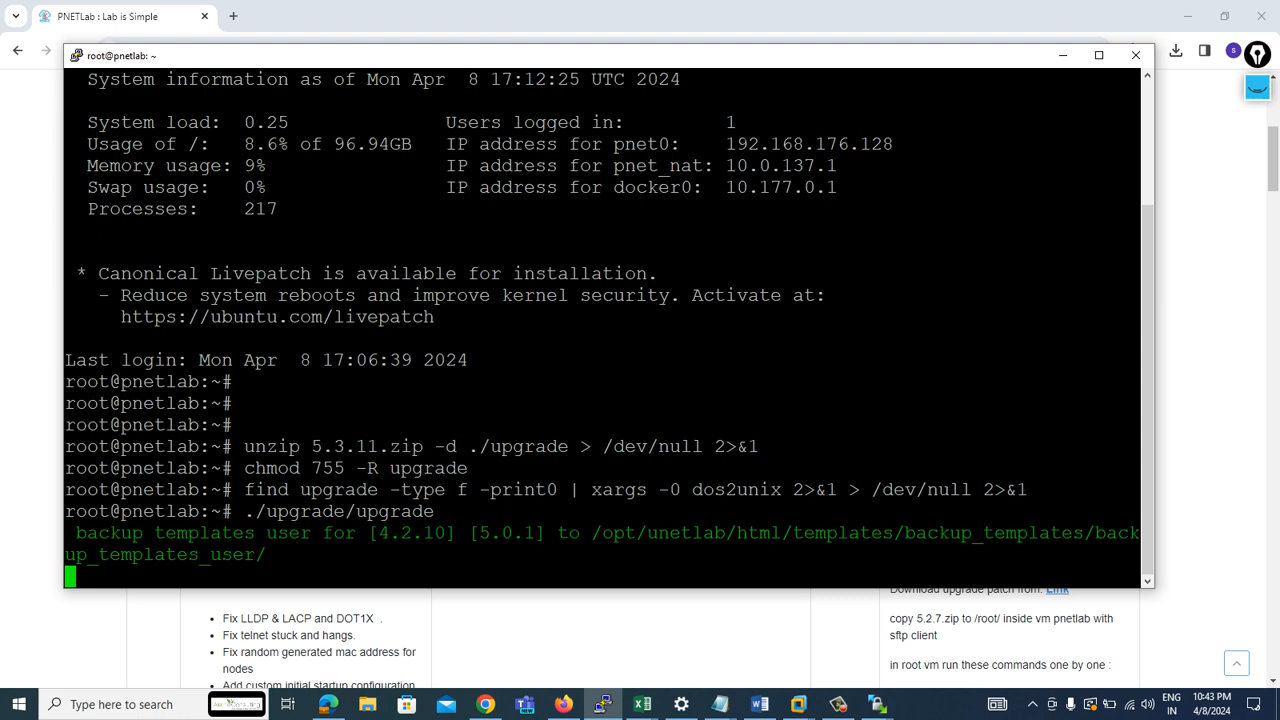 PNETLab : Lab is Simple
root@pnetlab: ~
System information as of Mon Apr  8 17:12:25 UTC 2024
System load: 0.25 Users logged in: 1
Usage of /: 8.6% of 96.94GB IP address for pnet0: 192.168.176.128
Memory usage: 9% IP address for pnet_nat: 10.0.137.1
Swap usage: 0% IP address for docker0: 10.177.0.1
Processes: 217
* Canonical Livepatch is available for installation.
- Reduce system reboots and improve kernel security. Activate at:
https://ubuntu.com/livepatch
Last login: Mon Apr  8 17:06:39 2024
root@pnetlab:~#
root@pnetlab:~#
root@pnetlab:~#
root@pnetlab:~# unzip 5.3.11.zip -d ./upgrade > /dev/null 2>&1
root@pnetlab:~# chmod 755 -R upgrade
root@pnetlab:~# find upgrade -type f -print0 | xargs -0 dos2unix 2>&1 > /dev/null 2>&1
root@pnetlab:~# ./upgrade/upgrade
backup templates user for [4.2.10] [5.0.1] to /opt/unetlab/html/templates/backup_templates/back
up_templates_user/
Download upgrade patch from: Link
• Fix LLDP & LACP and DOT1X .
• Fix telnet stuck and hangs.
• Fix random generated mac address for
nodes
• Add custom initial startup configuration
copy 5.2.7.zip to /root/ inside vm pnetlab with
sftp client
in root vm run these commands one by one :
Type here to search
ENG
IN
10:43 PM
4/8/2024